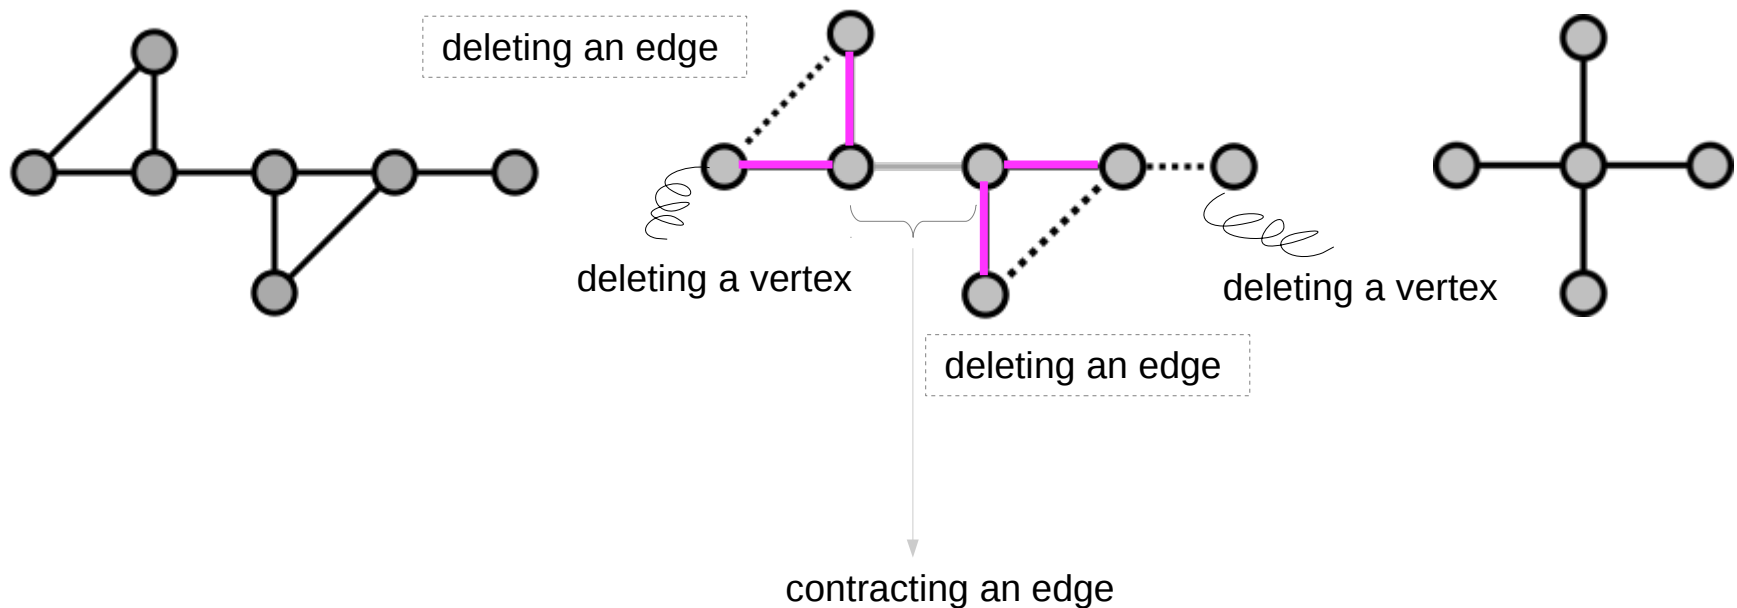 deleting an edge
deleting a vertex
deleting a vertex
deleting an edge
contracting an edge